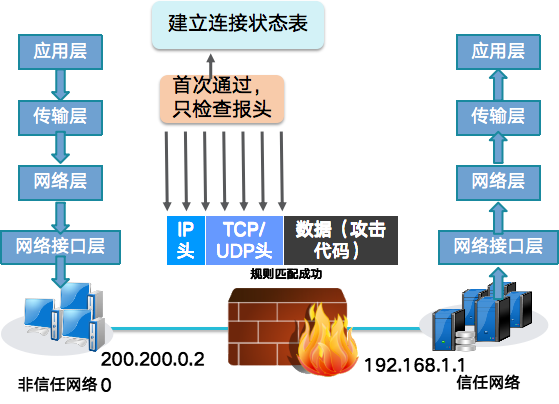 建立连接状态表
应用层
首次通过，
只检查报头
应用层
传输层
传输层
网络层
网络层
IP
头
TCP/
UDP头
数据（攻击
代码）
网络接口层
网络接口层
规则匹配成功
200.200.0.2
0
192.168.1.1
非信任网络
信任网络